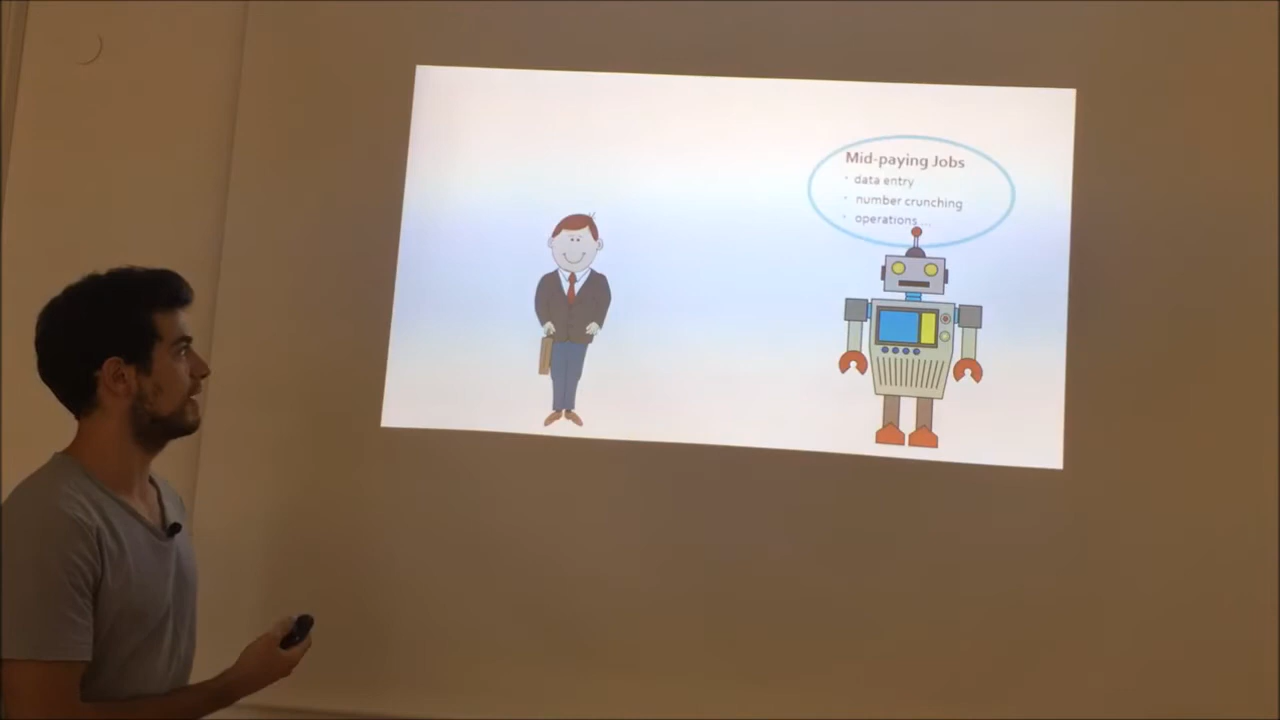 Mid-paying Jobs
· data entry
· number crunching
· operations ...